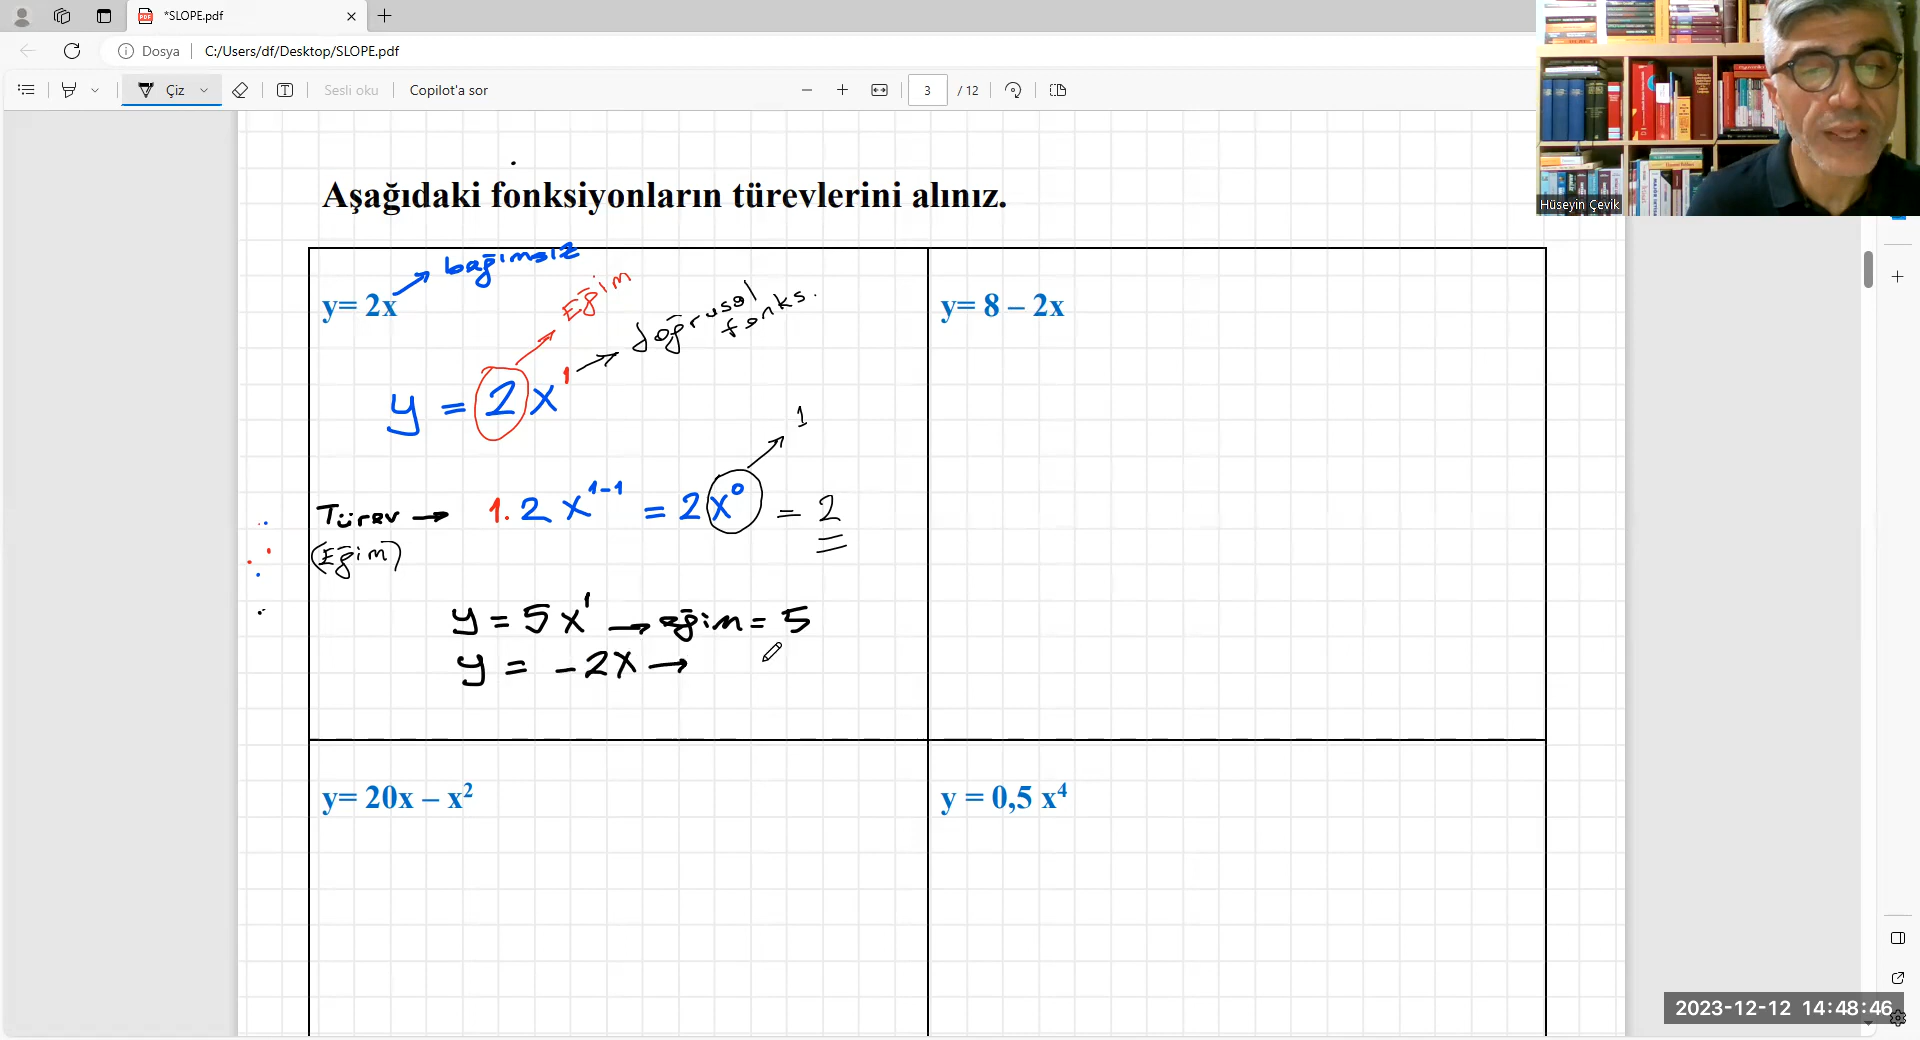 *SLOPE.pdf
Dosya C:/Users/df/Desktop/SLOPE.pdf
Çiz Sesli oku Copilot'a sor 3 / 12
Hüseyin Çevik
Aşağıdaki fonksiyonların türevlerini alınız.
y= 2x
bağımsız
Eğim
doğrusal
fonks.
y = 2x¹
1
Türev → 1.2x¹⁻¹ = 2x⁰ = 2
(Eğim)
y = 5x¹ → eğim = 5
y = -2x →
y= 8 – 2x
y= 20x – x²
y = 0,5 x⁴
2023-12-12 14:48:46